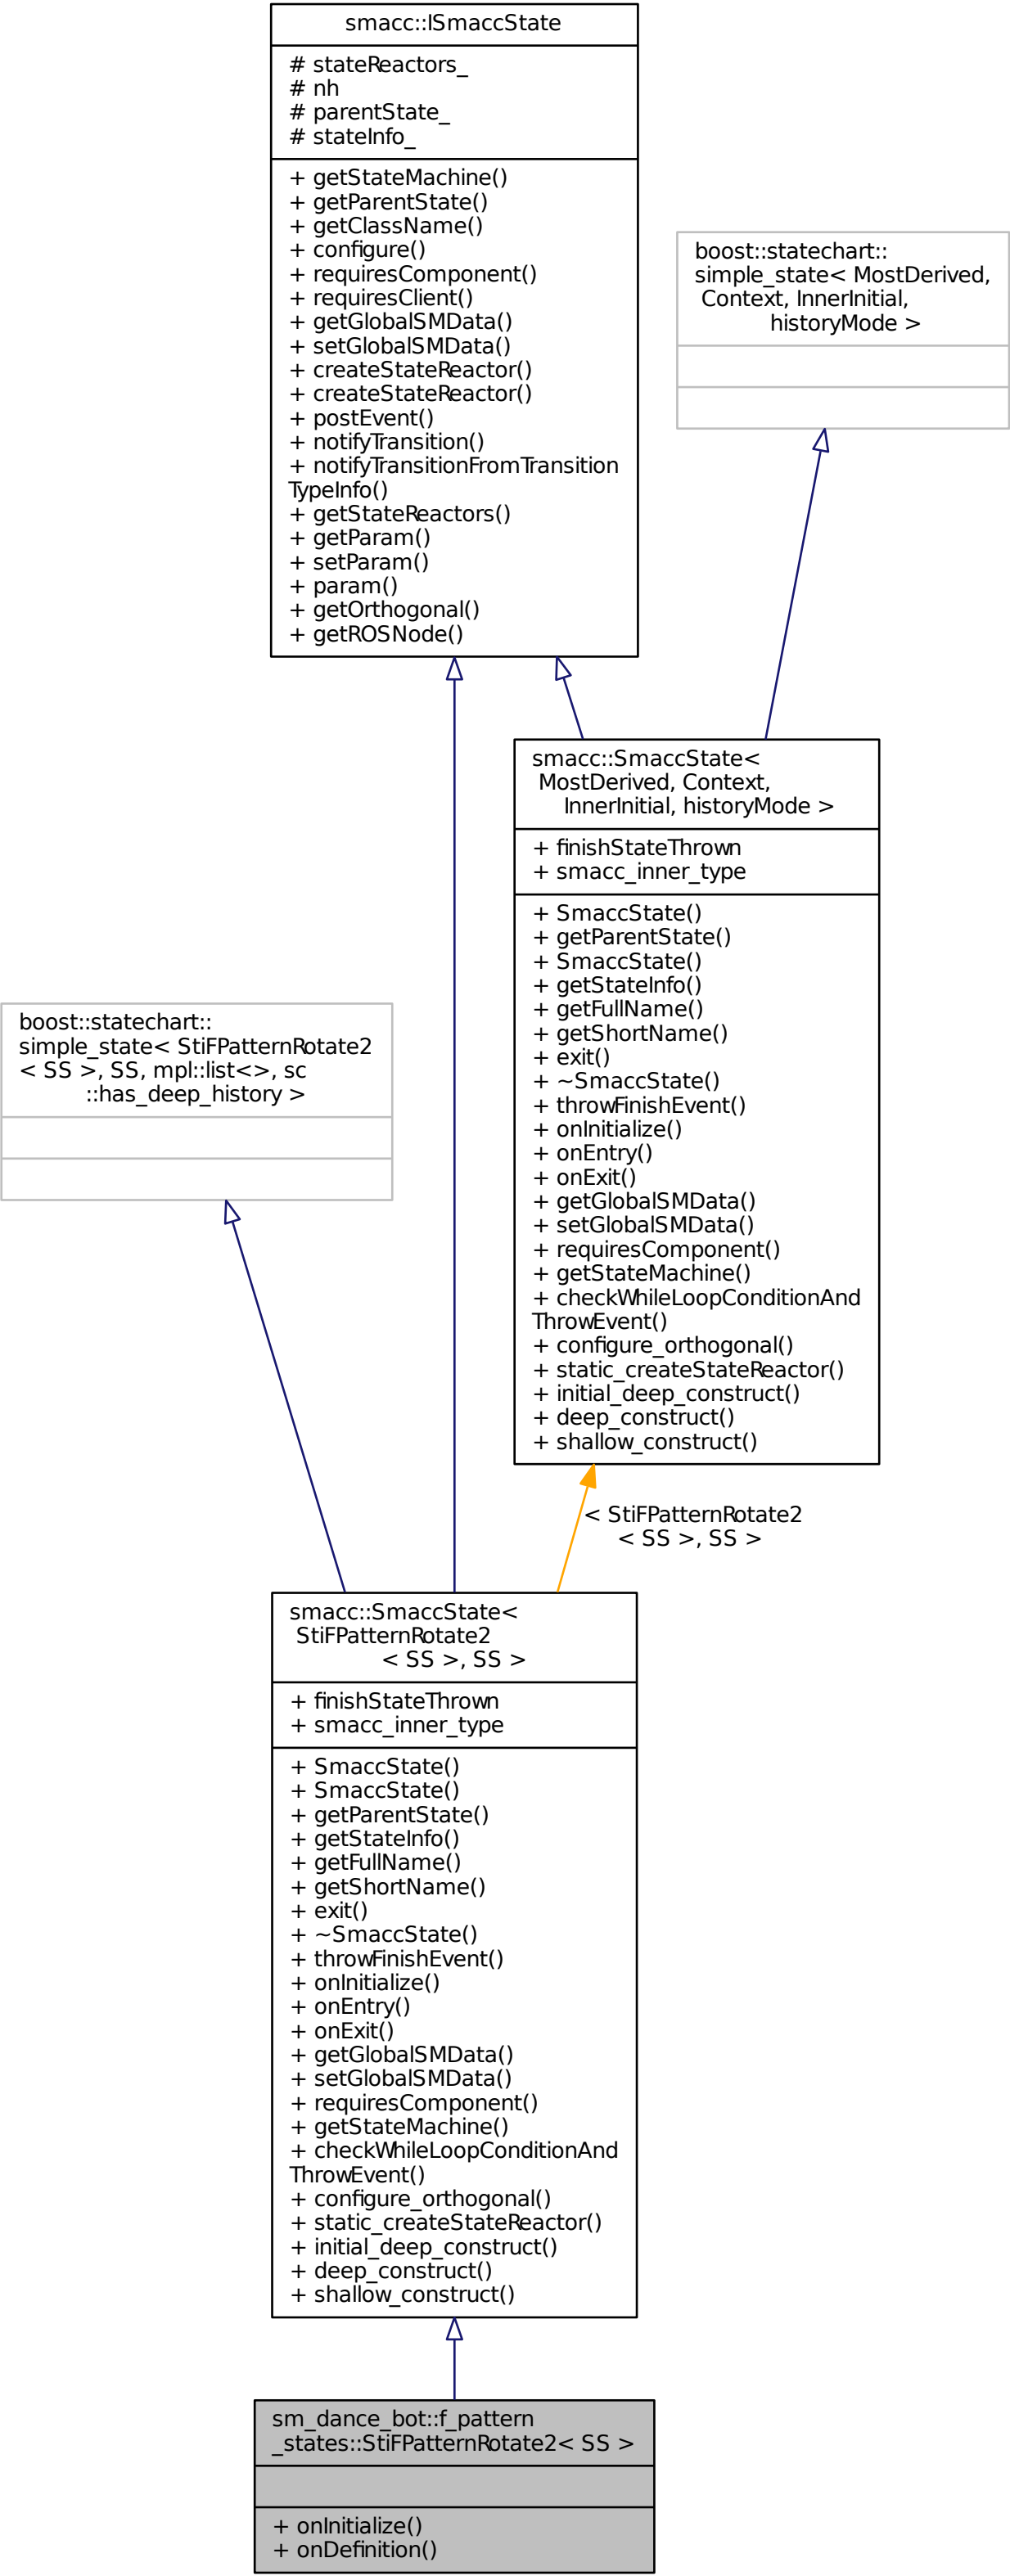 smacc::ISmaccState
# stateReactors_
# nh
# parentState_
# stateInfo_
+ getStateMachine()
+ getParentState()
+ getClassName()
+ configure()
+ requiresComponent()
+ requiresClient()
+ getGlobalSMData()
+ setGlobalSMData()
+ createStateReactor()
+ createStateReactor()
+ postEvent()
+ notifyTransition()
+ notifyTransitionFromTransition
TypeInfo()
+ getStateReactors()
+ getParam()
+ setParam()
+ param()
+ getOrthogonal()
+ getROSNode()
boost::statechart::
simple_state< MostDerived,
Context, InnerInitial,
historyMode >
smacc::SmaccState<
MostDerived, Context,
InnerInitial, historyMode >
+ finishStateThrown
+ smacc_inner_type
+ SmaccState()
+ getParentState()
+ SmaccState()
+ getStateInfo()
+ getFullName()
+ getShortName()
+ exit()
+ ~SmaccState()
+ throwFinishEvent()
+ onInitialize()
+ onEntry()
+ onExit()
+ getGlobalSMData()
+ setGlobalSMData()
+ requiresComponent()
+ getStateMachine()
+ checkWhileLoopConditionAnd
ThrowEvent()
+ configure_orthogonal()
+ static_createStateReactor()
+ initial_deep_construct()
+ deep_construct()
+ shallow_construct()
boost::statechart::
simple_state< StiFPatternRotate2
< SS >, SS, mpl::list<>, sc
::has_deep_history >
< StiFPatternRotate2
< SS >, SS >
smacc::SmaccState<
StiFPatternRotate2
< SS >, SS >
+ finishStateThrown
+ smacc_inner_type
+ SmaccState()
+ SmaccState()
+ getParentState()
+ getStateInfo()
+ getFullName()
+ getShortName()
+ exit()
+ ~SmaccState()
+ throwFinishEvent()
+ onInitialize()
+ onEntry()
+ onExit()
+ getGlobalSMData()
+ setGlobalSMData()
+ requiresComponent()
+ getStateMachine()
+ checkWhileLoopConditionAnd
ThrowEvent()
+ configure_orthogonal()
+ static_createStateReactor()
+ initial_deep_construct()
+ deep_construct()
+ shallow_construct()
sm_dance_bot::f_pattern
_states::StiFPatternRotate2< SS >
+ onInitialize()
+ onDefinition()